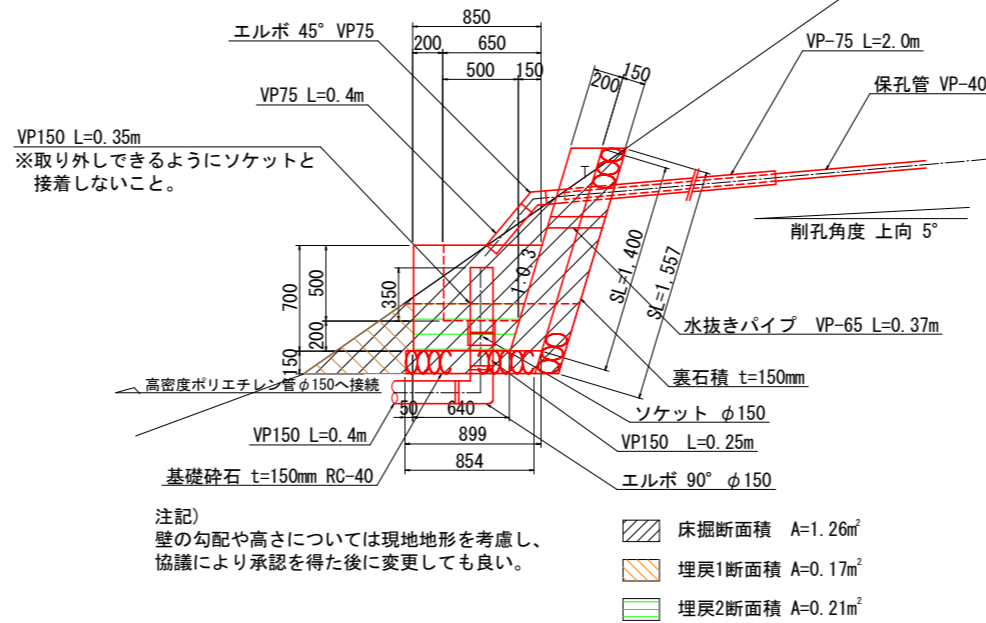 850
エルボ 45° VP75
200
650
VP-75 L=2.0m
500
150
200
150
保孔管 VP-40
VP75 L=0.4m
VP150 L=0.35m
※取り外しできるようにソケットと
接着しないこと。
T
削孔角度 上向 5°
700
500
350
1:0.3
SL=1.400
SL=1.557
200
水抜きパイプ VP-65 L=0.37m
150
裏石積 t=150mm
高密度ポリエチレン管φ150へ接続
50
640
ソケット φ150
VP150 L=0.4m
899
VP150 L=0.25m
854
基礎砕石 t=150mm RC-40
エルボ 90° φ150
注記)
壁の勾配や高さについては現地地形を考慮し、
協議により承認を得た後に変更しても良い。
床掘断面積 A=1.26m²
埋戻1断面積 A=0.17m²
埋戻2断面積 A=0.21m²